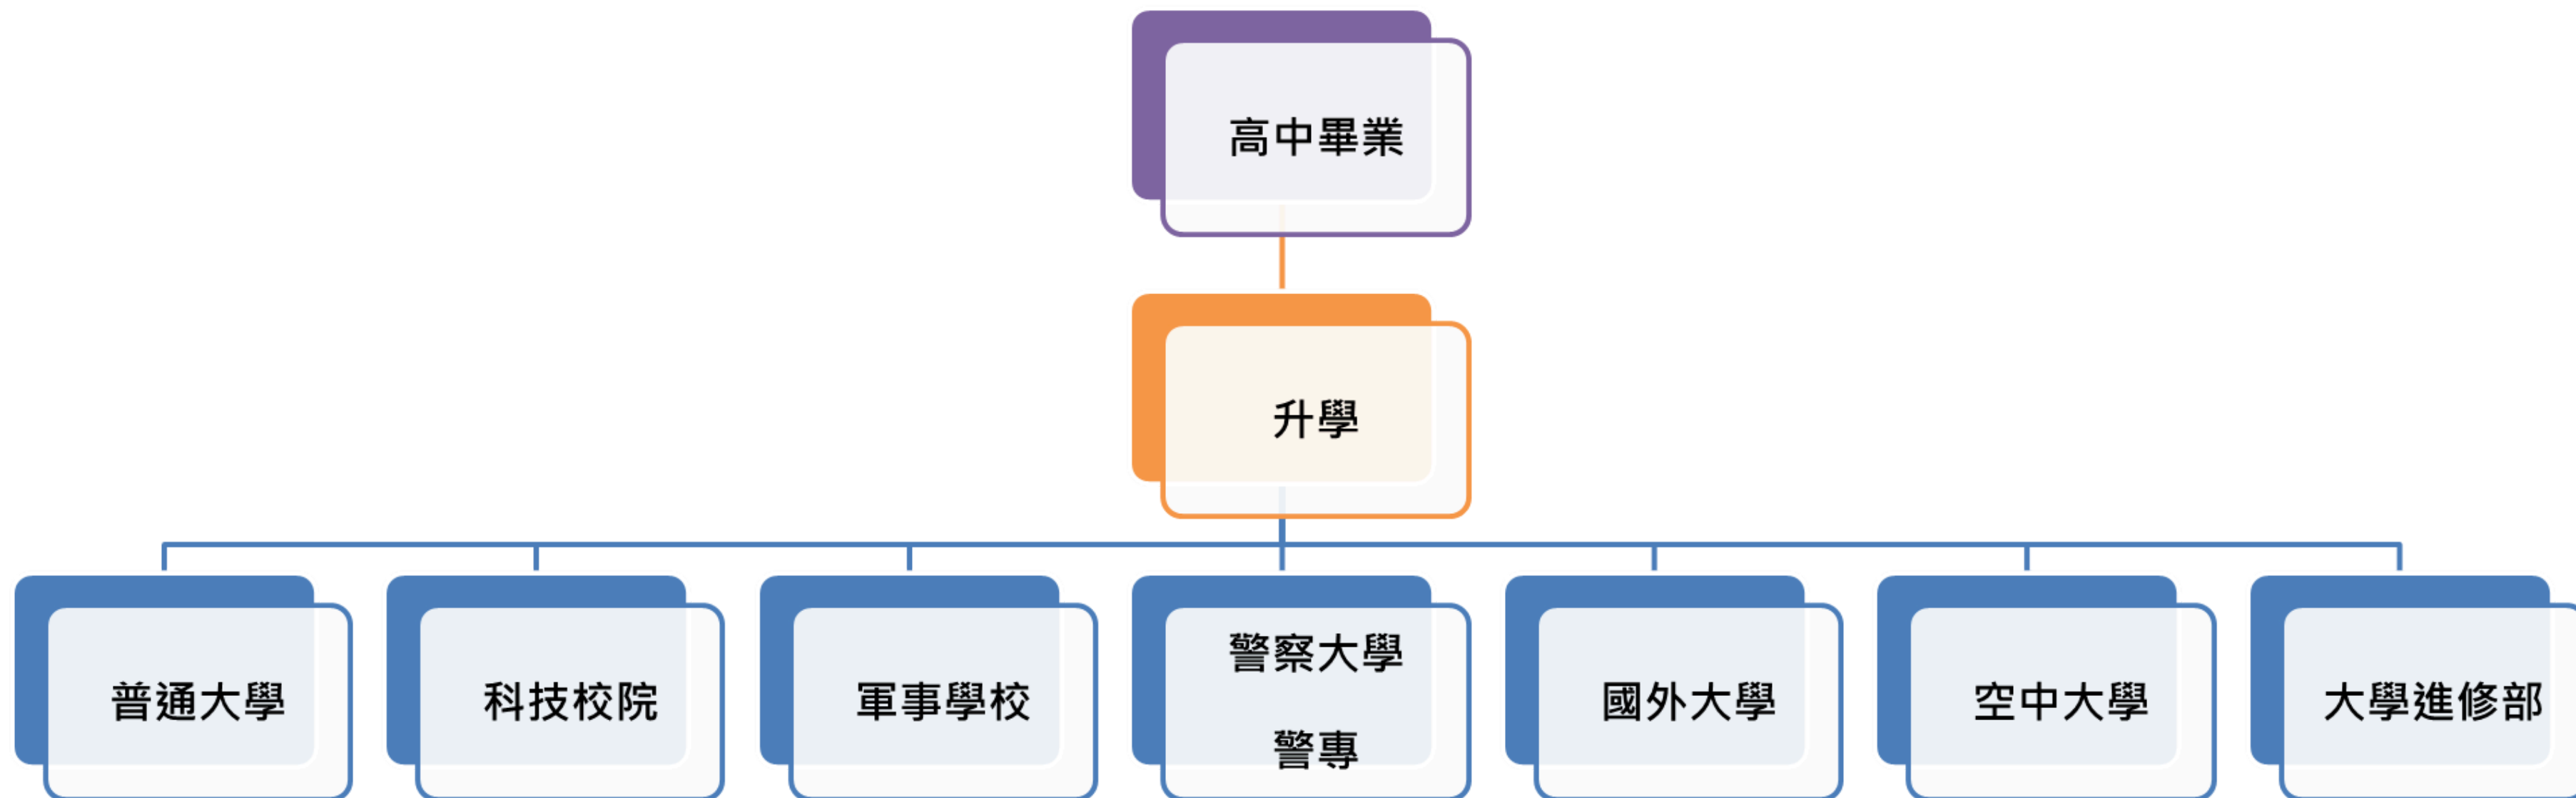 高中畢業
升學
普通大學
科技校院
軍事學校
警察大學
警專
國外大學
空中大學
大學進修部